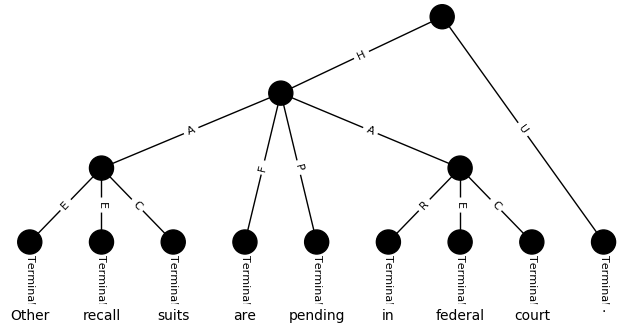 H
A F P A U
E E C R E C
Terminal Terminal Terminal Terminal Terminal Terminal Terminal Terminal Terminal
Other recall suits are pending in federal court .